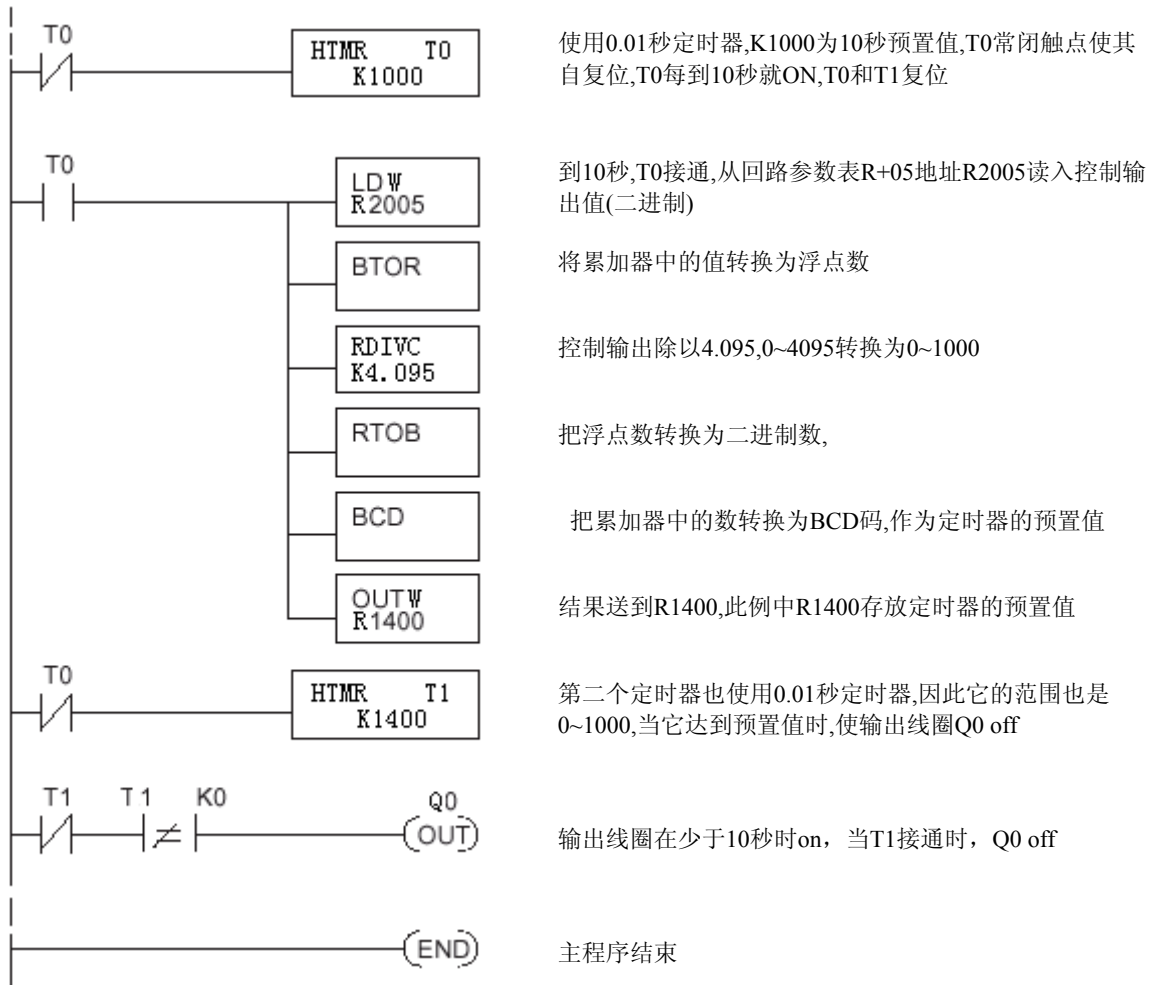 T0
HTMR T0
K1000
使用0.01秒定时器,K1000为10秒预置值,T0常闭触点使其
自复位,T0每到10秒就ON,T0和T1复位
T0
LDW
R2005
到10秒,T0接通,从回路参数表R+05地址R2005读入控制输
出值(二进制)
BTOR
将累加器中的值转换为浮点数
RDIVC
K4.095
控制输出除以4.095,0~4095转换为0~1000
RTOB
把浮点数转换为二进制数,
BCD
把累加器中的数转换为BCD码,作为定时器的预置值
OUTW
R1400
结果送到R1400,此例中R1400存放定时器的预置值
T0
HTMR T1
K1400
第二个定时器也使用0.01秒定时器,因此它的范围也是
0~1000,当它达到预置值时,使输出线圈Q0 off
T1 T1 K0 Q0
≠ (OUT)
输出线圈在少于10秒时on，当T1接通时，Q0 off
(END)
主程序结束